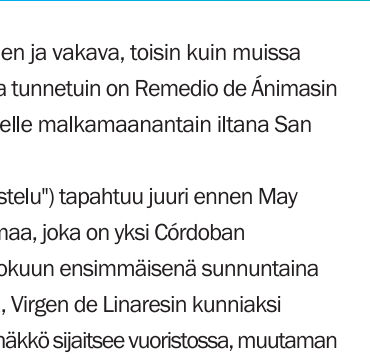 en ja vakava, toisin kuin muissa
a tunnetuin on Remedio de Ánimasin
elle malkamaanantain iltana San
stelu") tapahtuu juuri ennen May
maa, joka on yksi Córdoban
okuun ensimmäisenä sunnuntaina
, Virgen de Linaresin kunniaksi
näkkö sijaitsee vuoristossa, muutaman